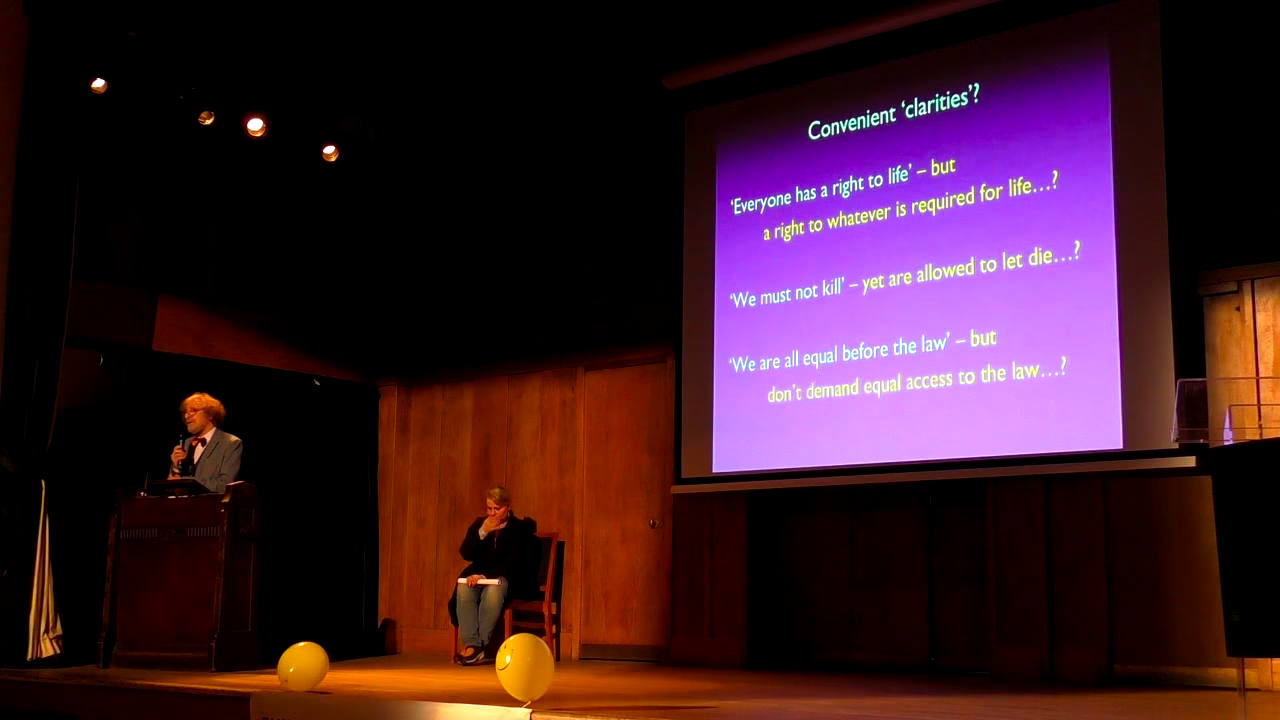 Convenient ‘clarities’?
‘Everyone has a right to life’ – but
a right to whatever is required for life…?
‘We must not kill’ – yet are allowed to let die…?
‘We are all equal before the law’ – but
don’t demand equal access to the law…?